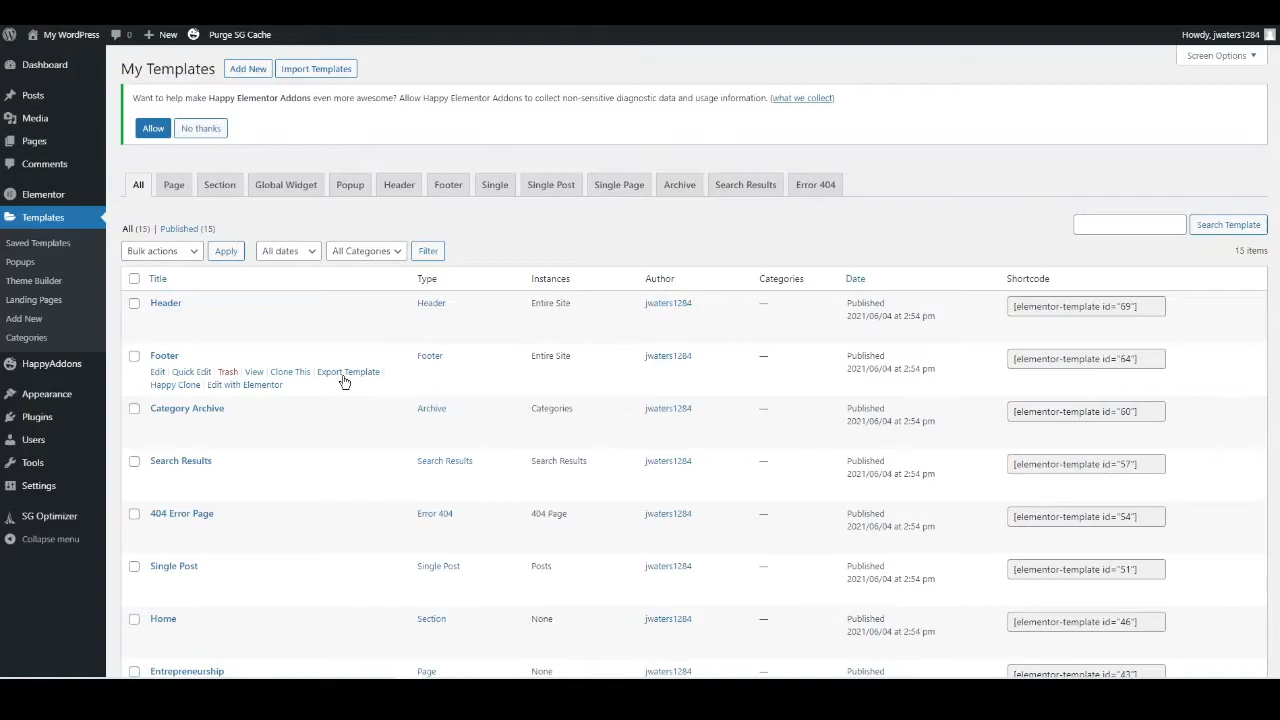 My WordPress 0 New Purge SG Cache Howdy, jwaters1284
Dashboard
Posts
Media
Pages
Comments
Elementor
Templates
Saved Templates
Popups
Theme Builder
Landing Pages
Add New
Categories
HappyAddons
Appearance
Plugins
Users
Tools
Settings
SG Optimizer
Collapse menu
Screen Options
My Templates Add New Import Templates
Want to help make Happy Elementor Addons even more awesome? Allow Happy Elementor Addons to collect non-sensitive diagnostic data and usage information. (what we collect)
Allow No thanks
All Page Section Global Widget Popup Header Footer Single Single Post Single Page Archive Search Results Error 404
All (15) | Published (15)
Search Template
Bulk actions Apply All dates All Categories Filter
15 items
Title Type Instances Author Categories Date Shortcode
Header Header Entire Site jwaters1284 — Published [elementor-template id="69"]
2021/06/04 at 2:54 pm
Footer Footer Entire Site jwaters1284 — Published [elementor-template id="64"]
2021/06/04 at 2:54 pm
Edit | Quick Edit | Trash | View | Clone This | Export Template |
Happy Clone | Edit with Elementor
Category Archive Archive Categories jwaters1284 — Published [elementor-template id="60"]
2021/06/04 at 2:54 pm
Search Results Search Results Search Results jwaters1284 — Published [elementor-template id="57"]
2021/06/04 at 2:54 pm
404 Error Page Error 404 404 Page jwaters1284 — Published [elementor-template id="54"]
2021/06/04 at 2:54 pm
Single Post Single Post Posts jwaters1284 — Published [elementor-template id="51"]
2021/06/04 at 2:54 pm
Home Section None jwaters1284 — Published [elementor-template id="46"]
2021/06/04 at 2:54 pm
Entrepreneurship Page None jwaters1284 — Published [elementor-template id="43"]